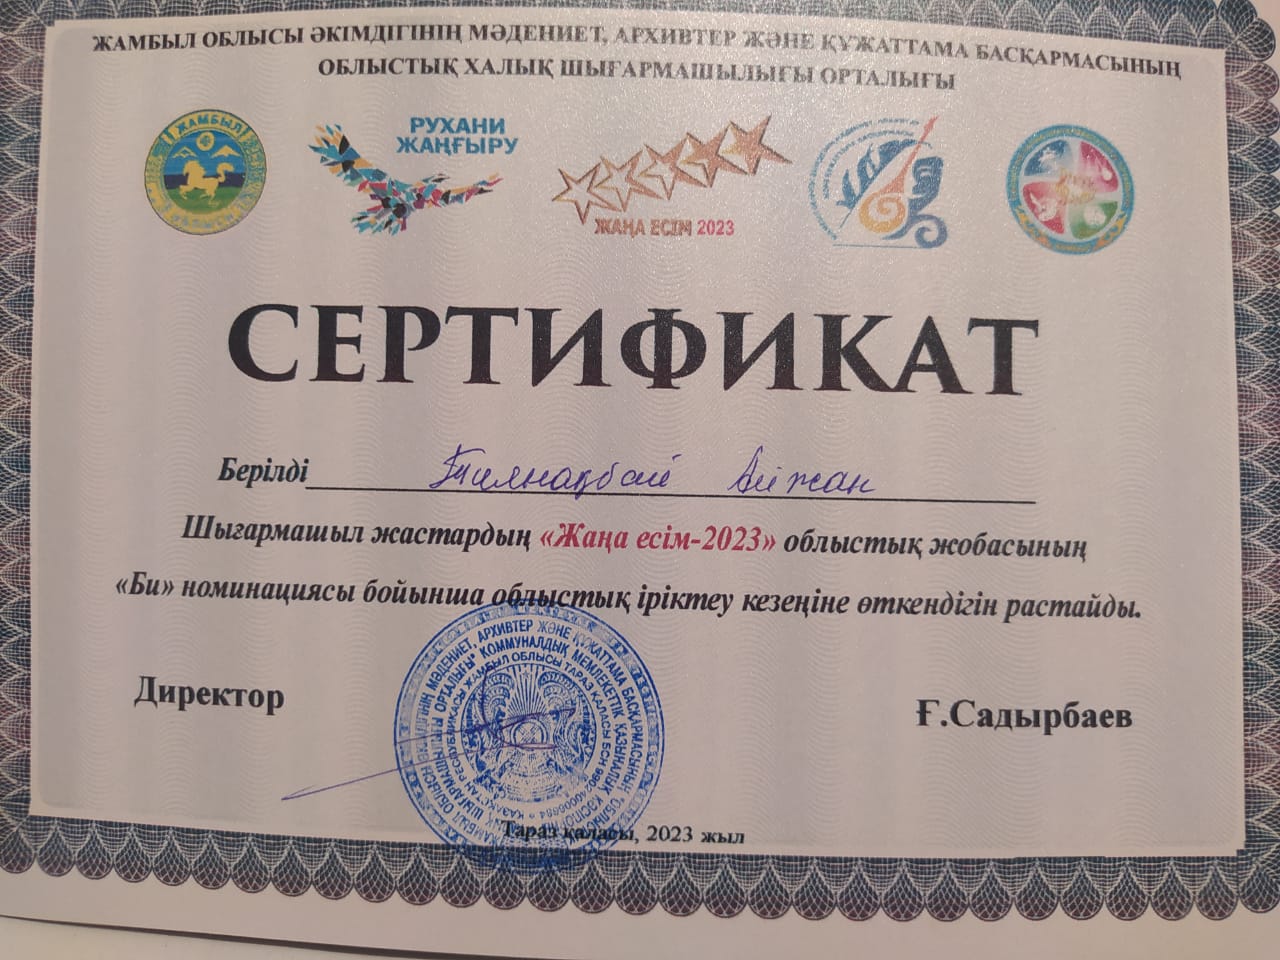 ЖАМБЫЛ ОБЛЫСЫ ӘКІМДІГІНІҢ МӘДЕНИЕТ, АРХИВТЕР ЖӘНЕ ҚҰЖАТТАМА БАСҚАРМАСЫНЫҢ
ОБЛЫСТЫҚ ХАЛЫҚ ШЫҒАРМАШЫЛЫҒЫ ОРТАЛЫҒЫ
ЖАМБЫЛ
РУХАНИ
ЖАҢҒЫРУ
ЖАҢА ЕСІМ 2023
СЕРТИФИКАТ
Берілді Айжан
Шығармашыл жастардың «Жаңа есім-2023» облыстық жобасының
«Би» номинациясы бойынша облыстық іріктеу кезеңіне өткендігін растайды.
Директор Ғ.Садырбаев
Тараз қаласы, 2023 жыл